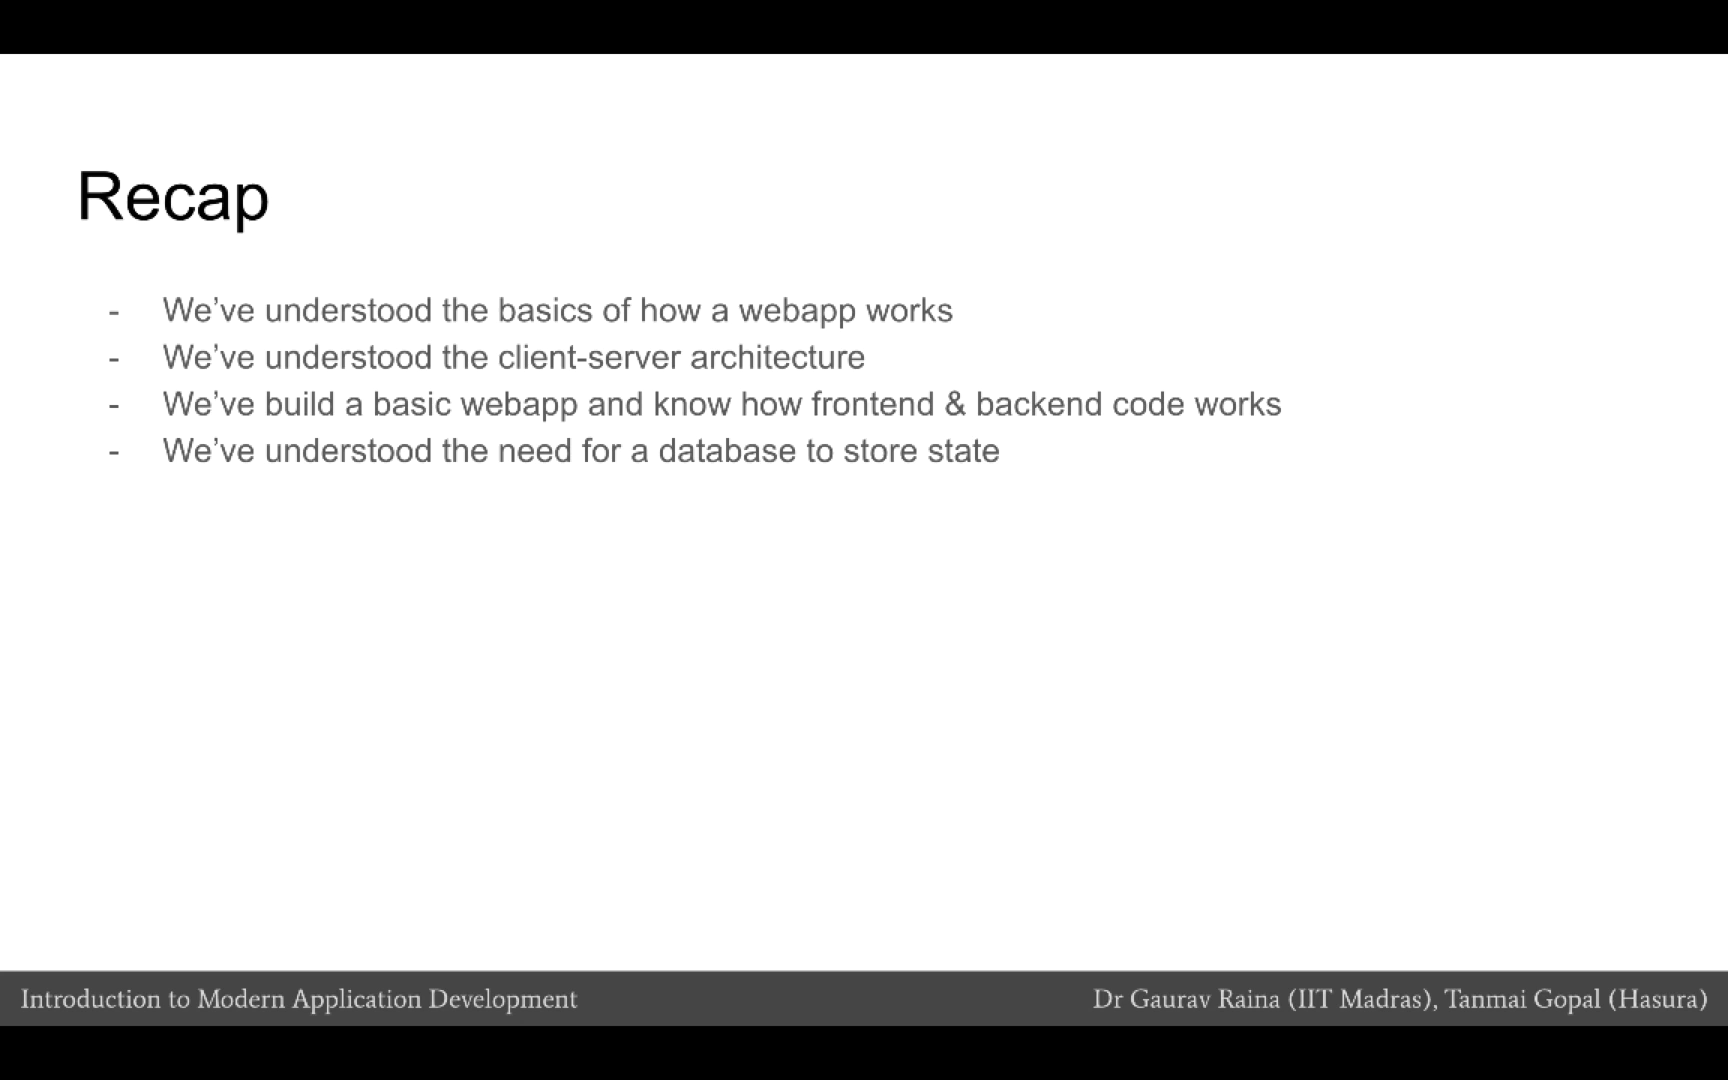 Recap
- We’ve understood the basics of how a webapp works
- We’ve understood the client-server architecture
- We’ve build a basic webapp and know how frontend & backend code works
- We’ve understood the need for a database to store state
Introduction to Modern Application Development
Dr Gaurav Raina (IIT Madras), Tanmai Gopal (Hasura)